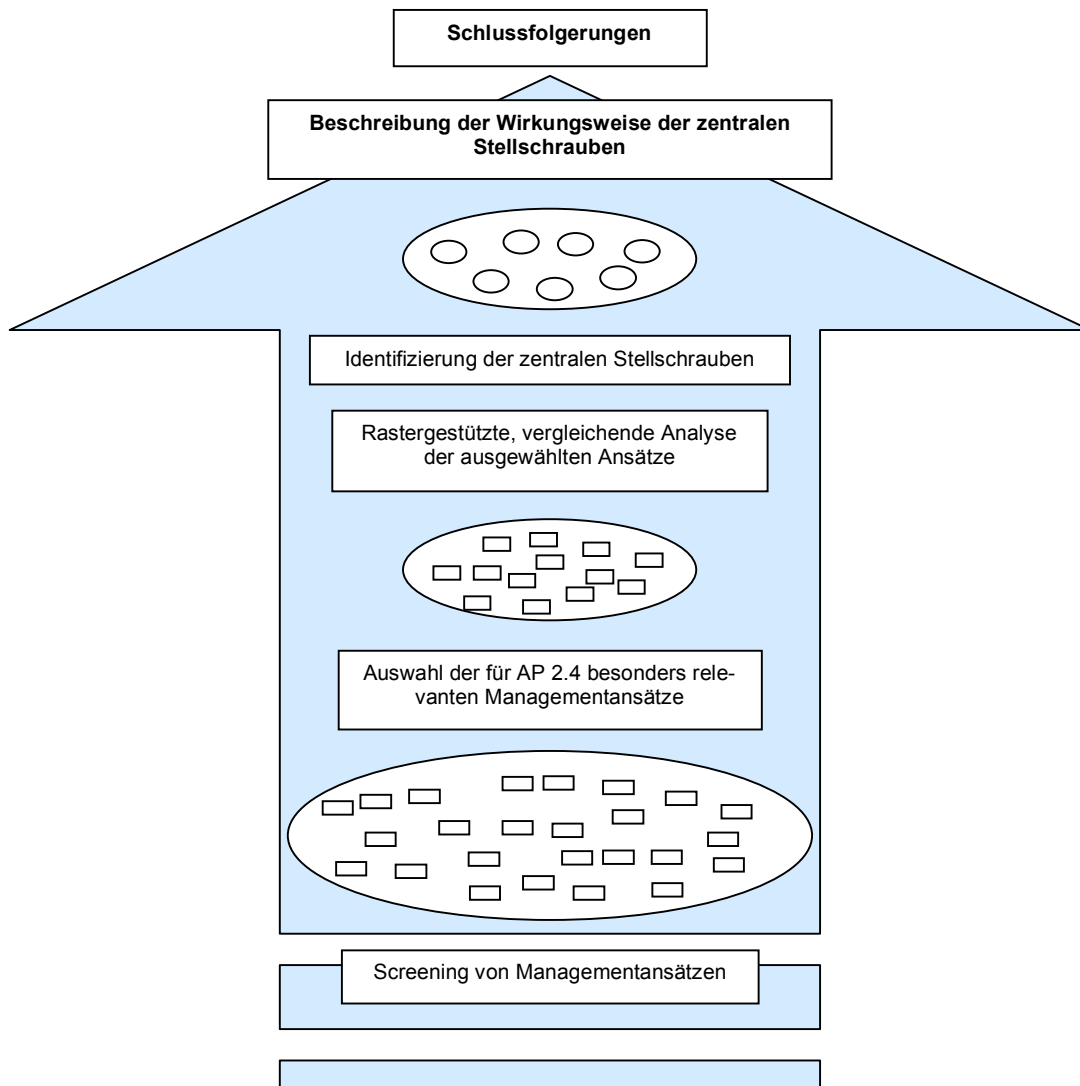 Schlussfolgerungen
Beschreibung der Wirkungsweise der zentralen
Stellschrauben
Identifizierung der zentralen Stellschrauben
Rastergestützte, vergleichende Analyse
der ausgewählten Ansätze
Auswahl der für AP 2.4 besonders rele-
vanten Managementansätze
Screening von Managementansätzen